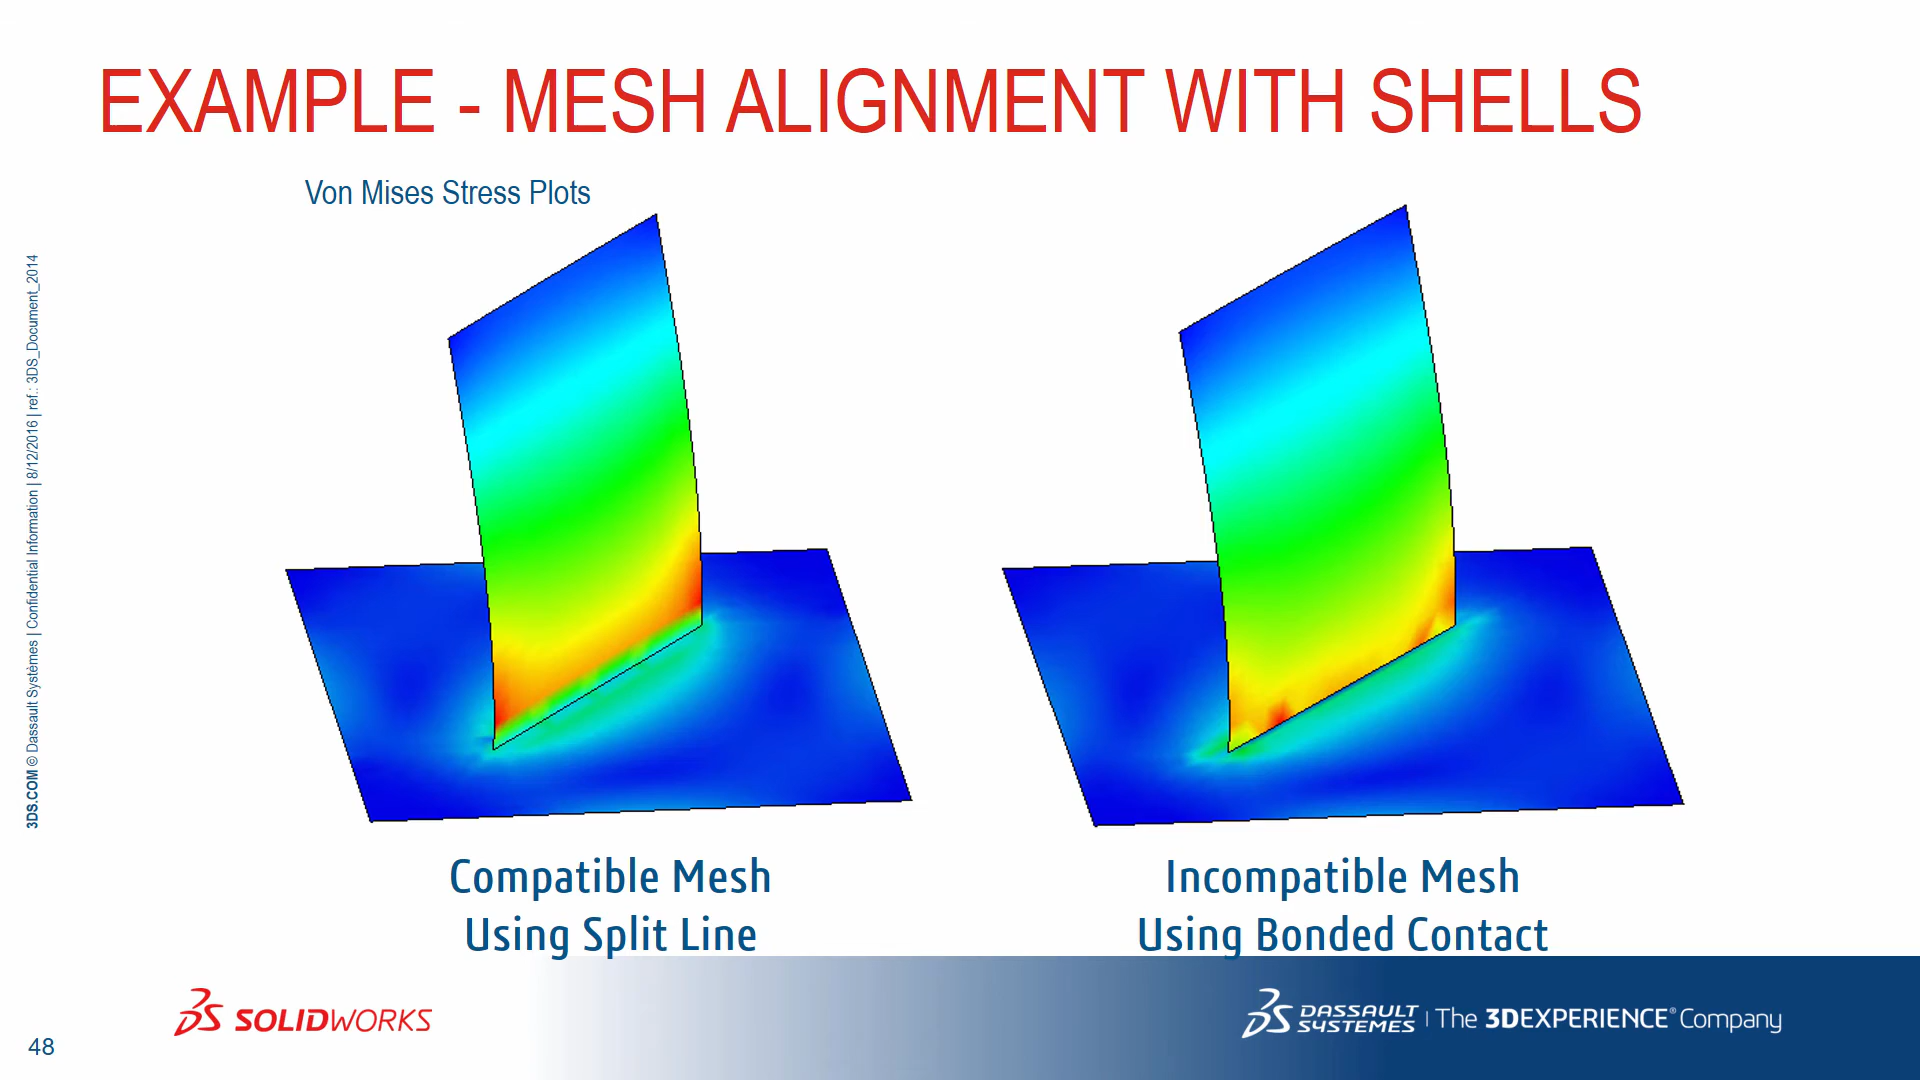 EXAMPLE - MESH ALIGNMENT WITH SHELLS
Von Mises Stress Plots
3DS.COM © Dassault Systèmes | Confidential Information | 8/12/2016 | ref.: 3DS_Document_2014
Compatible Mesh
Using Split Line
Incompatible Mesh
Using Bonded Contact
SOLIDWORKS
DASSAULT
SYSTEMES
The 3DEXPERIENCE® Company
48